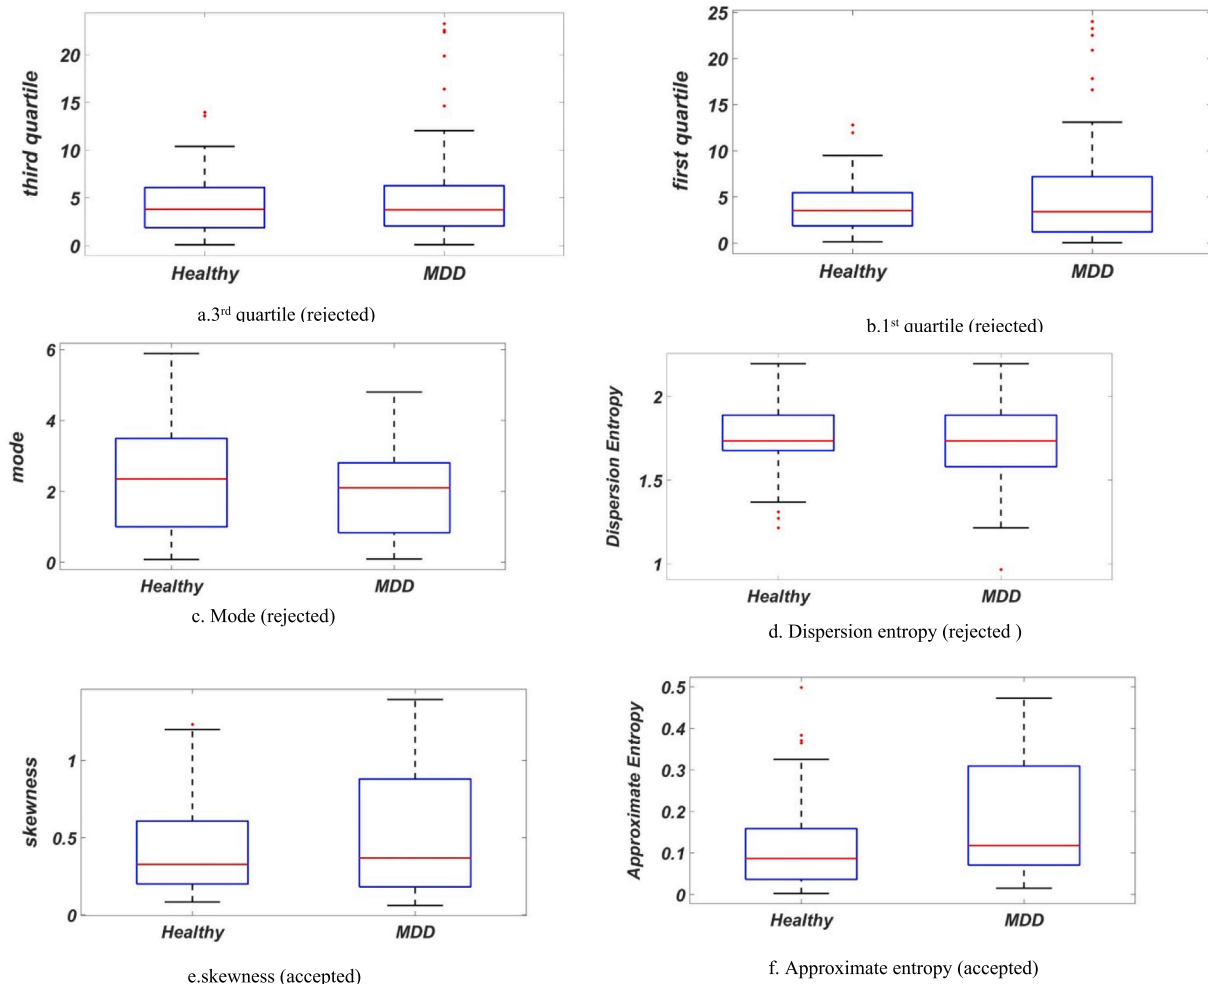 third quartile
20
15
10
5
0
Healthy
MDD
a.3rd quartile (rejected)
first quartile
25
20
15
10
5
0
Healthy
MDD
b.1st quartile (rejected)
mode
6
4
2
0
Healthy
MDD
c. Mode (rejected)
Dispersion Entropy
2
1.5
1
Healthy
MDD
d. Dispersion entropy (rejected )
skewness
1
0.5
0
Healthy
MDD
e.skewness (accepted)
Approximate Entropy
0.5
0.4
0.3
0.2
0.1
0
Healthy
MDD
f. Approximate entropy (accepted)